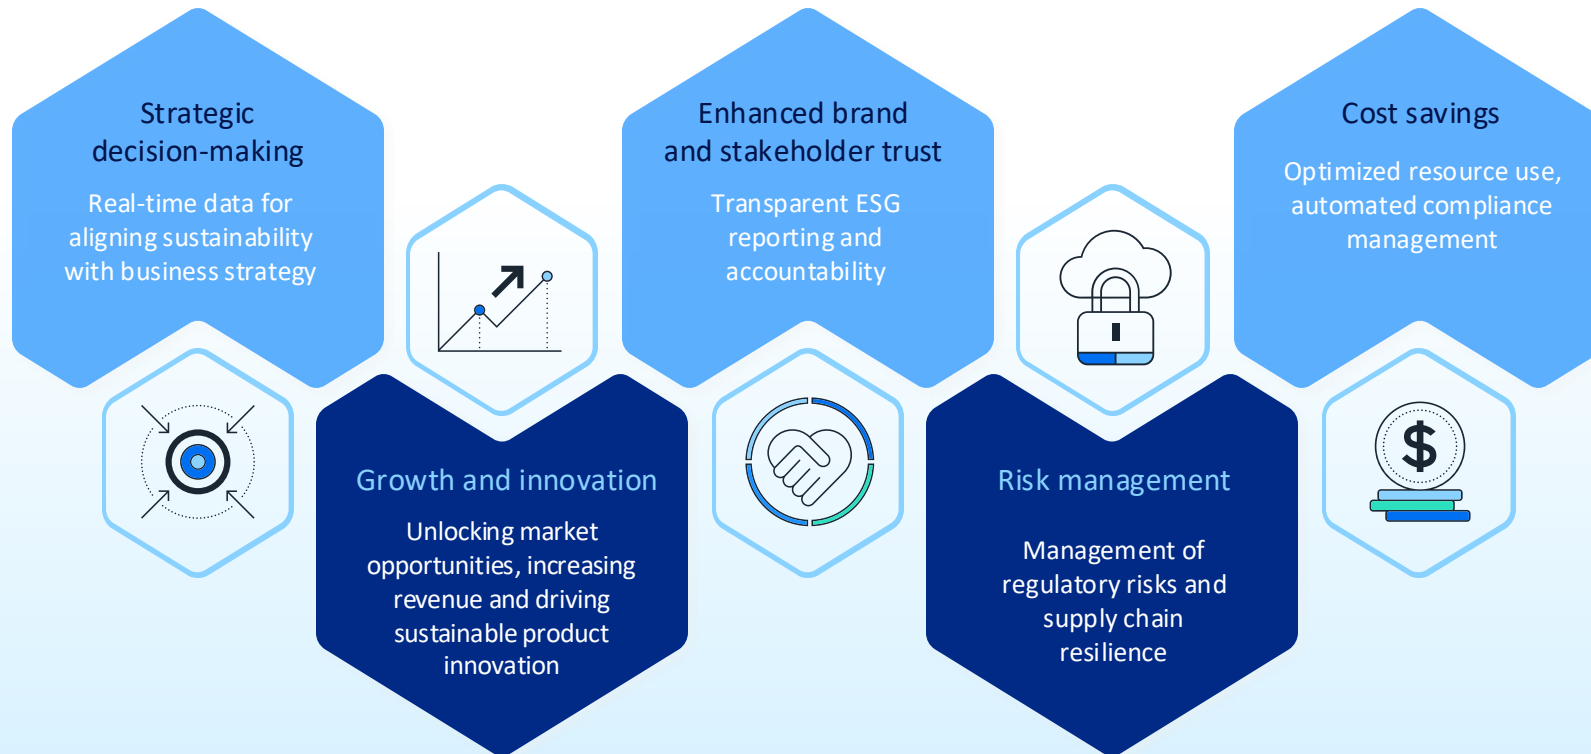 Strategic
decision-making
Real-time data for
aligning sustainability
with business strategy
Growth and innovation
Unlocking market
opportunities, increasing
revenue and driving
sustainable product
innovation
Enhanced brand
and stakeholder trust
Transparent ESG
reporting and
accountability
Risk management
Management of
regulatory risks and
supply chain
resilience
Cost savings
Optimized resource use,
automated compliance
management
$